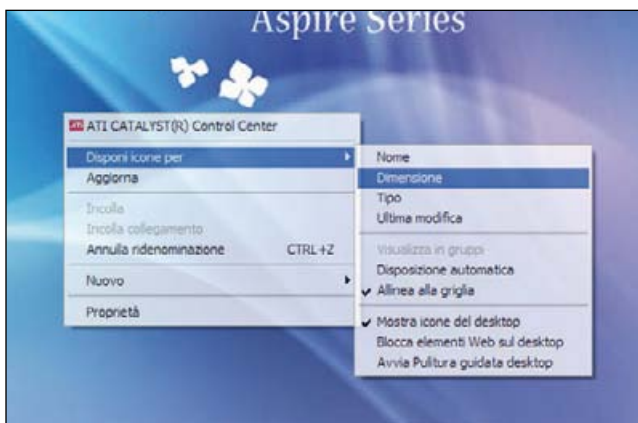 Aspire Series
ATI ATI CATALYST(R) Control Center
Disponi icone per
Aggiorna
Incolla
Incolla collegamento
Annulla ridenominazione CTRL+Z
Nuovo
Proprietà
Nome
Dimensione
Tipo
Ultima modifica
Visualizza in gruppi
Disposizione automatica
Allinea alla griglia
Mostra icone del desktop
Blocca elementi Web sul desktop
Avvia Pulitura guidata desktop